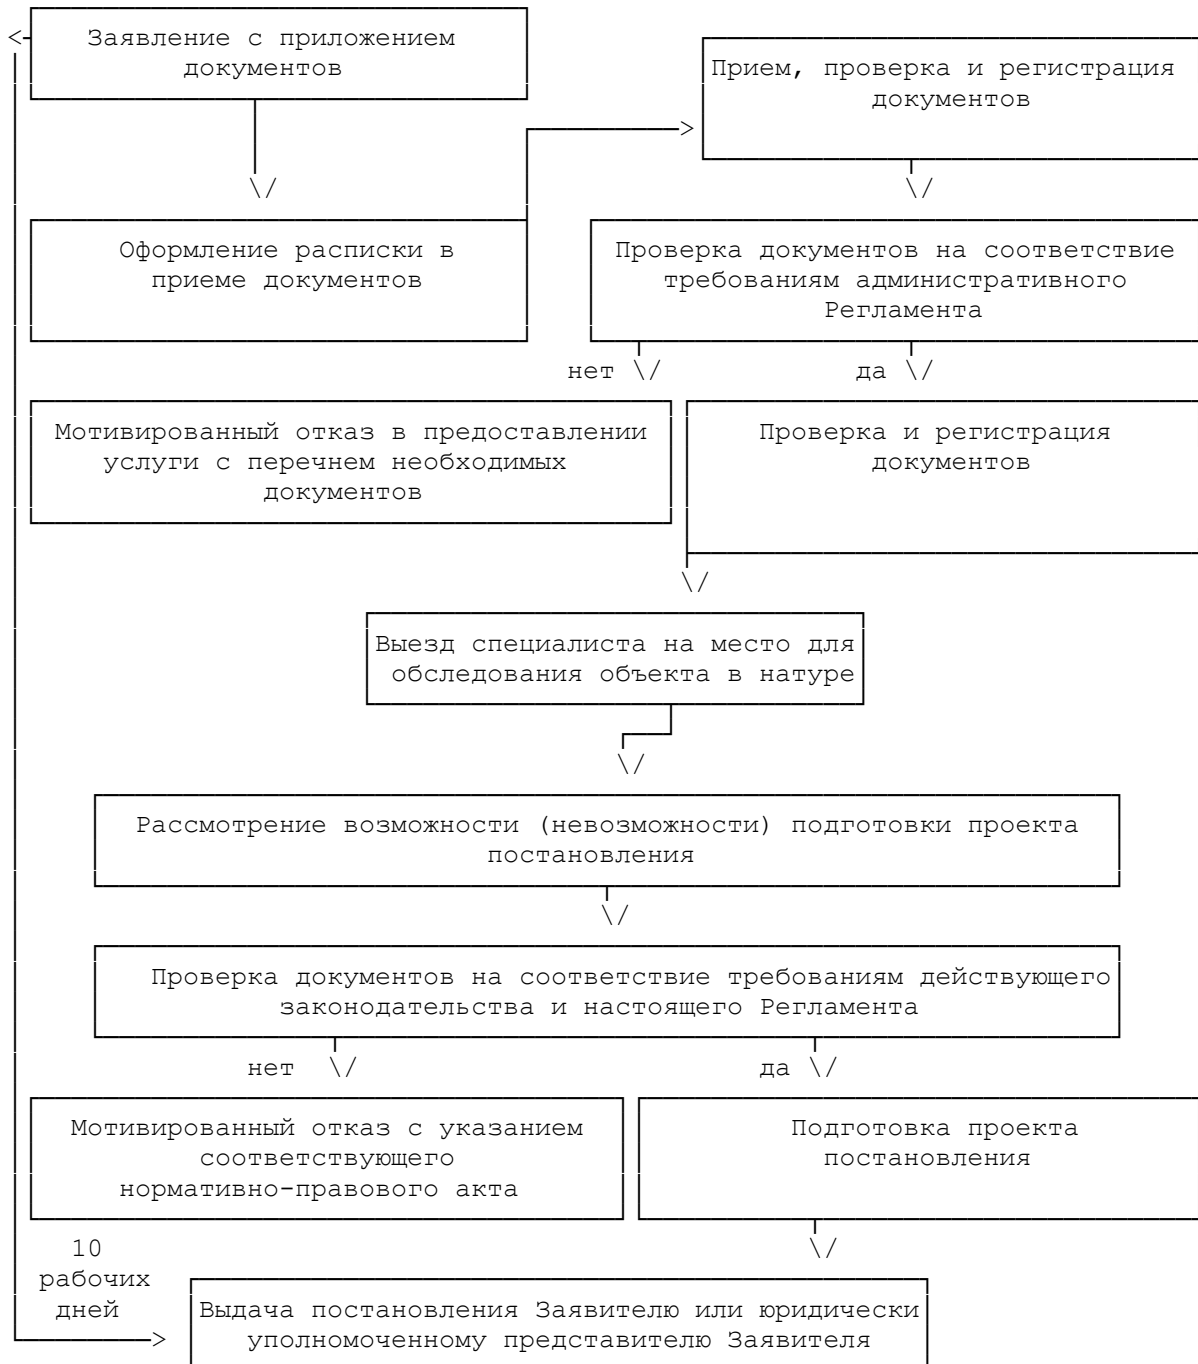 Заявление с приложением
документов
Прием, проверка и регистрация
документов
Оформление расписки в
приеме документов
Проверка документов на соответствие
требованиям административного
Регламента
нет
да
Мотивированный отказ в предоставлении
услуги с перечнем необходимых
документов
Проверка и регистрация
документов
Выезд специалиста на место для
обследования объекта в натуре
Рассмотрение возможности (невозможности) подготовки проекта
постановления
Проверка документов на соответствие требованиям действующего
законодательства и настоящего Регламента
нет
да
Мотивированный отказ с указанием
соответствующего
нормативно-правового акта
Подготовка проекта
постановления
10
рабочих
дней
Выдача постановления Заявителю или юридически
уполномоченному представителю Заявителя